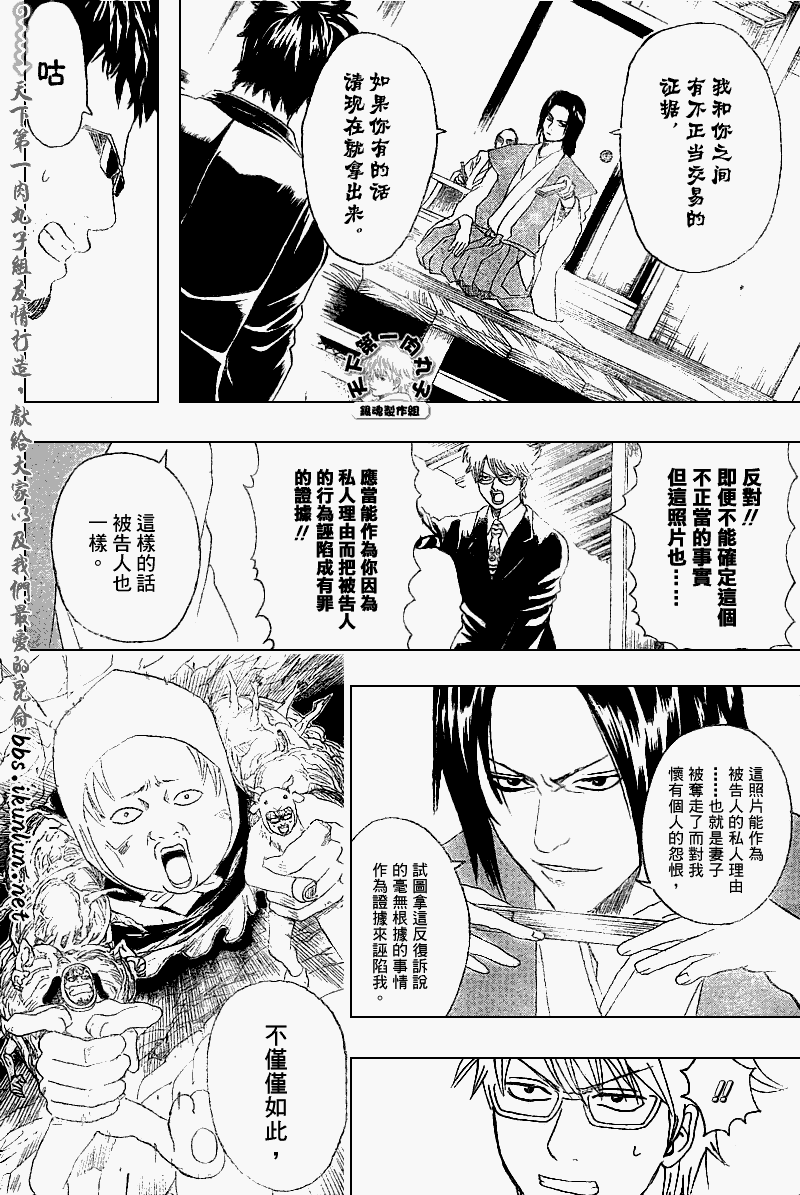 我和你之间
有不正当交易的
证据，
如果你有的话
请现在就拿出来。
咕
天下第一肉丸子
銀魂製作組
反對!!
即便不能確定這個
不正當的事實
但這照片也……
應當能作為你因為
私人理由而把被告人
的行為誣陷成有罪
的證據!!
這樣的話
被告人也
一樣。
這照片能作為
被告人的私人理由
……也就是妻子
被奪走了而對我
懷有個人的怨恨，
試圖拿這反復訴說
的毫無根據的事情
作為證據來誣陷我。
!!
不僅僅如此，
天下第一肉丸子組友情打造。獻給大家以及我們最愛的昆侖
bbs.ikunlun.net